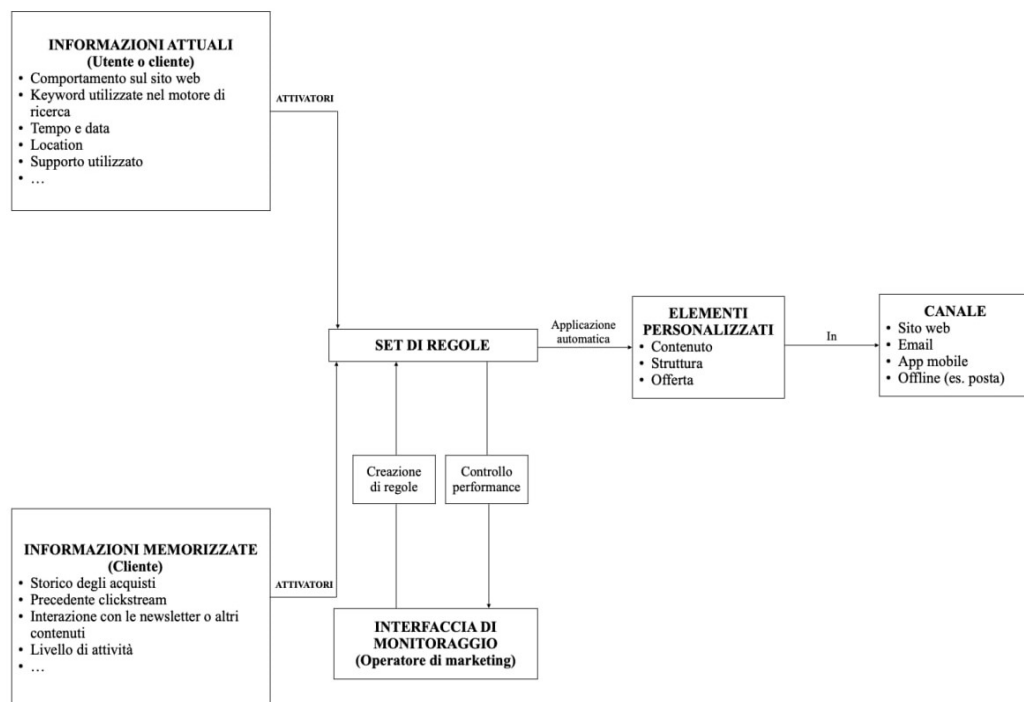 INFORMAZIONI ATTUALI
(Utente o cliente)
• Comportamento sul sito web
• Keyword utilizzate nel motore di
ricerca
• Tempo e data
• Location
• Supporto utilizzato
• …
ATTIVATORI
SET DI REGOLE
Applicazione
automatica
ELEMENTI
PERSONALIZZATI
• Contenuto
• Struttura
• Offerta
In
CANALE
• Sito web
• Email
• App mobile
• Offline (es. posta)
Creazione
di regole
Controllo
performance
INFORMAZIONI MEMORIZZATE
(Cliente)
• Storico degli acquisti
• Precedente clickstream
• Interazione con le newsletter o altri
contenuti
• Livello di attività
• …
ATTIVATORI
INTERFACCIA DI
MONITORAGGIO
(Operatore di marketing)